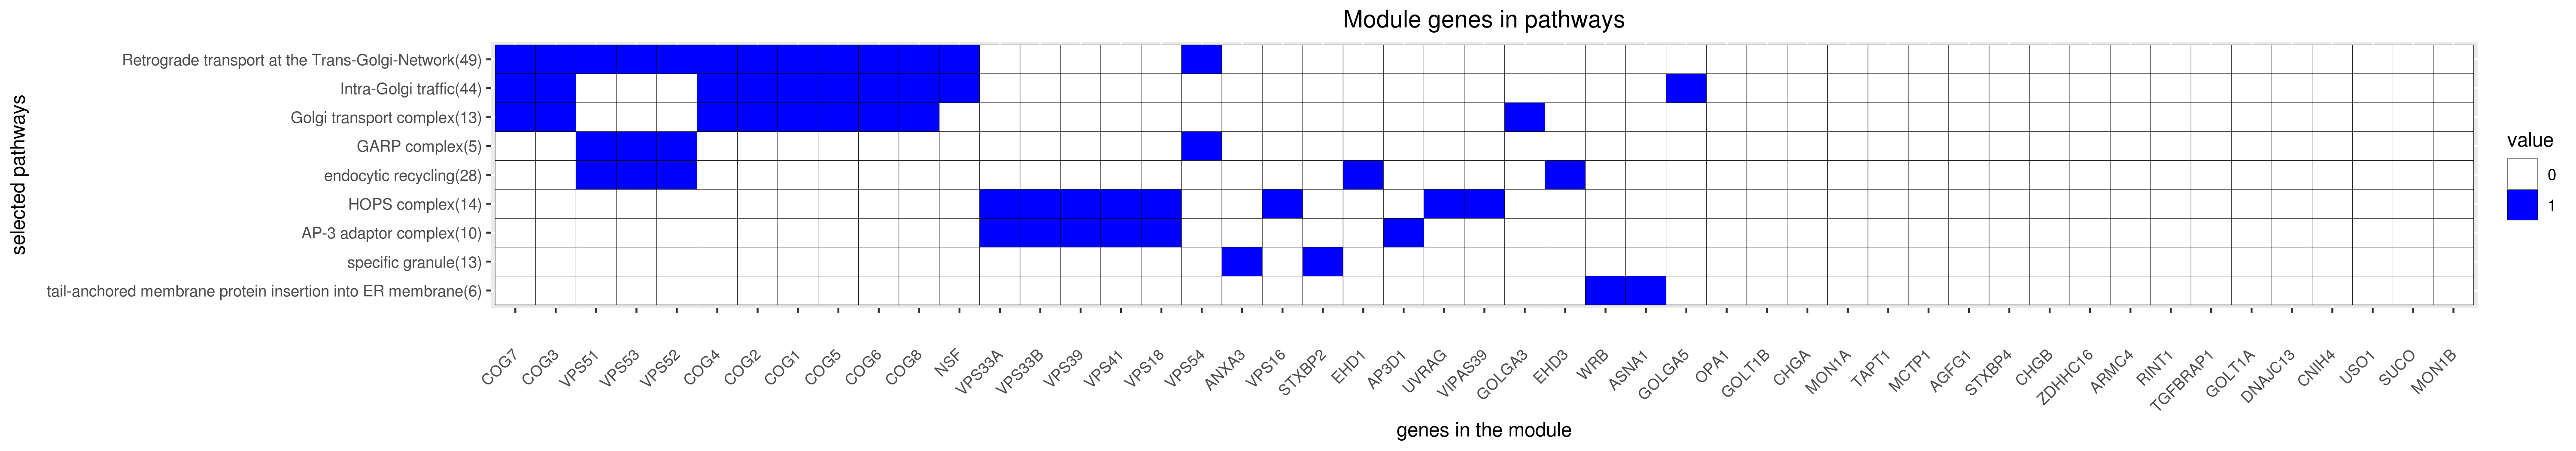 Module genes in pathways
selected pathways
Retrograde transport at the Trans-Golgi-Network(49)
Intra-Golgi traffic(44)
Golgi transport complex(13)
GARP complex(5)
endocytic recycling(28)
HOPS complex(14)
AP-3 adaptor complex(10)
specific granule(13)
tail-anchored membrane protein insertion into ER membrane(6)
value
0
1
COG7
COG3
VPS51
VPS53
VPS52
COG4
COG2
COG1
COG5
COG6
COG8
NSF
VPS33A
VPS33B
VPS39
VPS41
VPS18
VPS54
ANXA3
VPS16
STXBP2
EHD1
AP3D1
UVRAG
VIPAS39
GOLGA3
EHD3
WRB
ASNA1
GOLGA5
OPA1
GOLT1B
CHGA
MON1A
TAPT1
MCTP1
AGFG1
STXBP4
CHGB
ZDHHC16
ARMC4
RINT1
TGFBRAP1
GOLT1A
DNAJC13
CNIH4
USO1
SUCO
MON1B
genes in the module